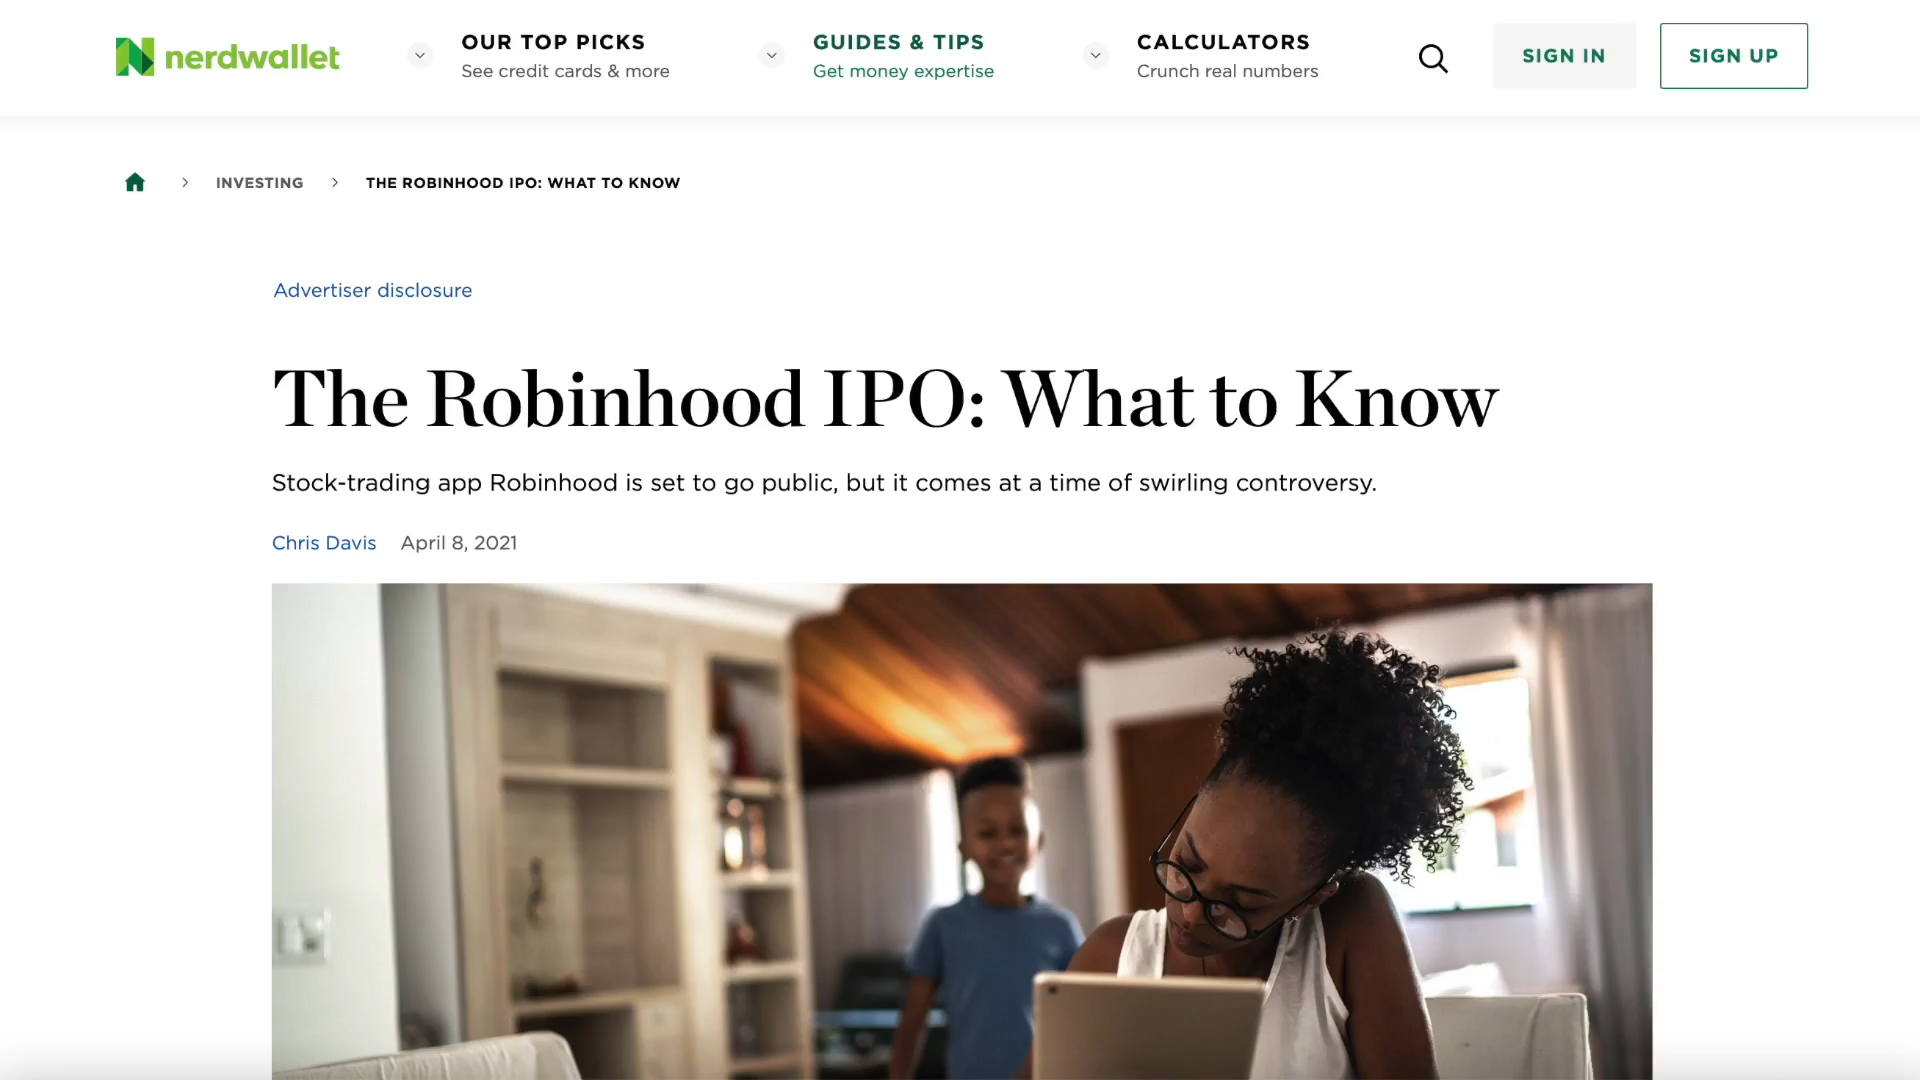 nerdwallet
OUR TOP PICKS
See credit cards & more
GUIDES & TIPS
Get money expertise
CALCULATORS
Crunch real numbers
SIGN IN
SIGN UP
INVESTING
THE ROBINHOOD IPO: WHAT TO KNOW
Advertiser disclosure
The Robinhood IPO: What to Know
Stock-trading app Robinhood is set to go public, but it comes at a time of swirling controversy.
Chris Davis April 8, 2021